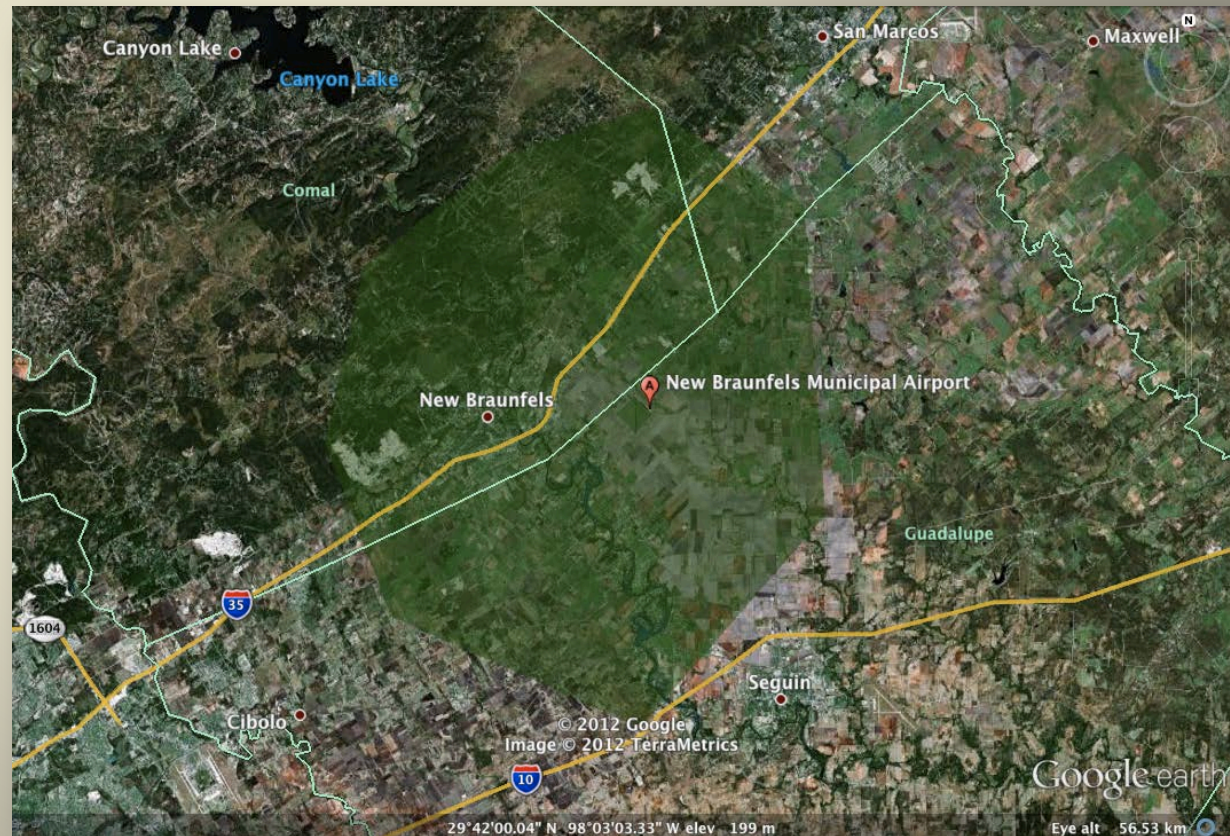 N
San Marcos
Maxwell
Canyon Lake
Canyon Lake
Comal
New Braunfels Municipal Airport
A
New Braunfels
Guadalupe
35
1604
Seguin
Cibolo
© 2012 Google
Image © 2012 TerraMetrics
10
Google earth
29°42'00.04" N 98°03'03.33" W elev 199 m
Eye alt 56.53 km